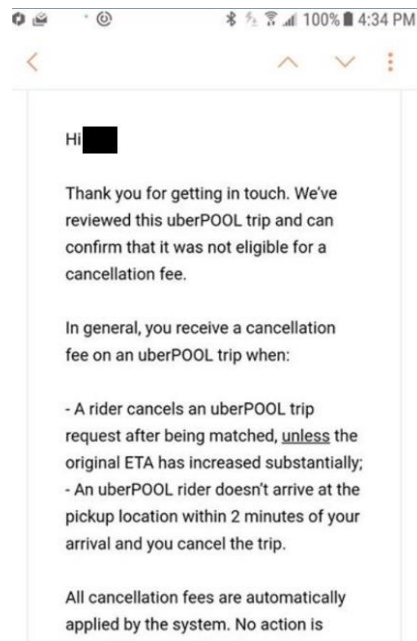 100% 4:34 PM
Hi
Thank you for getting in touch. We've
reviewed this uberPOOL trip and can
confirm that it was not eligible for a
cancellation fee.
In general, you receive a cancellation
fee on an uberPOOL trip when:
- A rider cancels an uberPOOL trip
request after being matched, unless the
original ETA has increased substantially;
- An uberPOOL rider doesn't arrive at the
pickup location within 2 minutes of your
arrival and you cancel the trip.
All cancellation fees are automatically
applied by the system. No action is